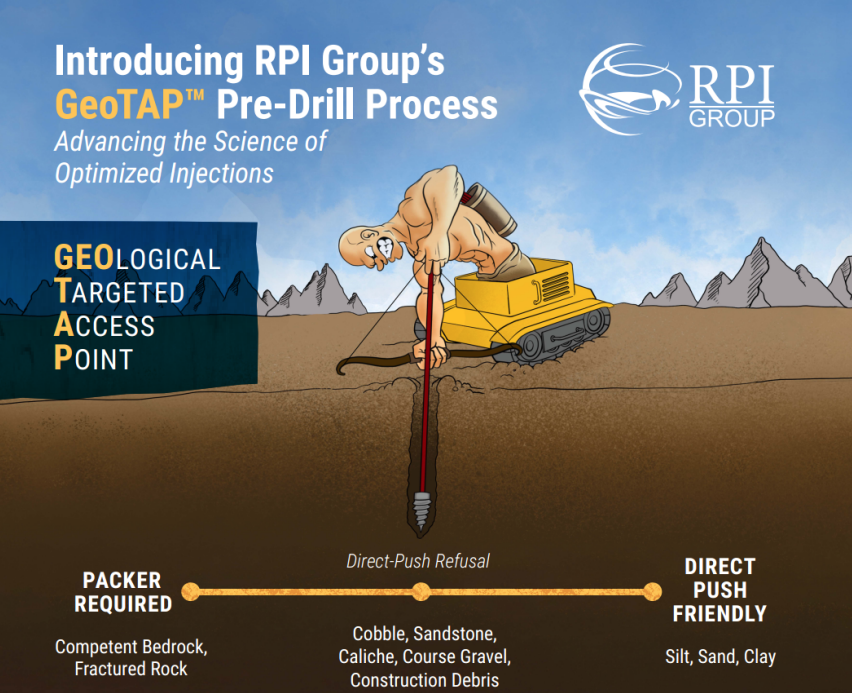 Introducing RPI Group's
GeoTAP™ Pre-Drill Process
Advancing the Science of
Optimized Injections
RPI
GROUP
GEOLOGICAL
TARGETED
ACCESS
POINT
Direct-Push Refusal
PACKER
REQUIRED
DIRECT
PUSH
FRIENDLY
Competent Bedrock,
Fractured Rock
Cobble, Sandstone,
Caliche, Course Gravel,
Construction Debris
Silt, Sand, Clay